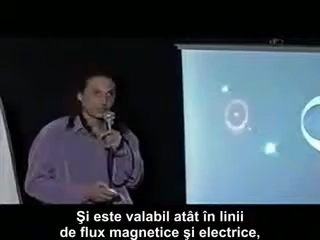 Şi este valabil atât în linii
de flux magnetice şi electrice,